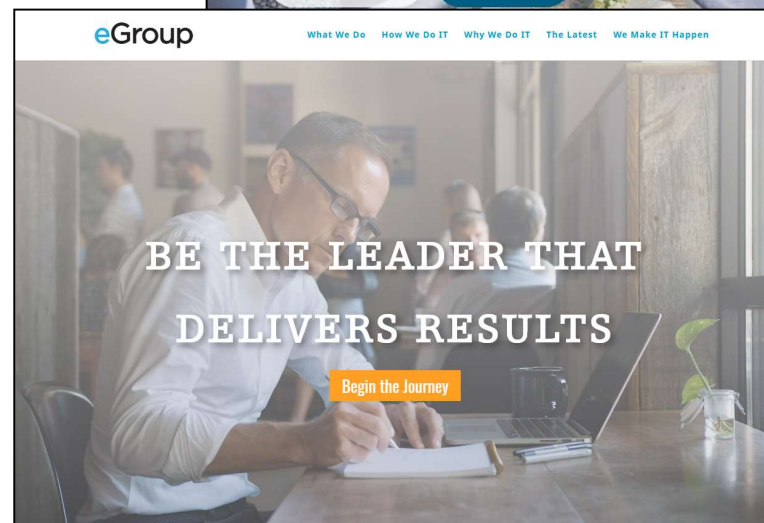 eGroup
What We Do How We Do IT Why We Do IT The Latest We Make IT Happen
BE THE LEADER THAT
DELIVERS RESULTS
Begin the Journey